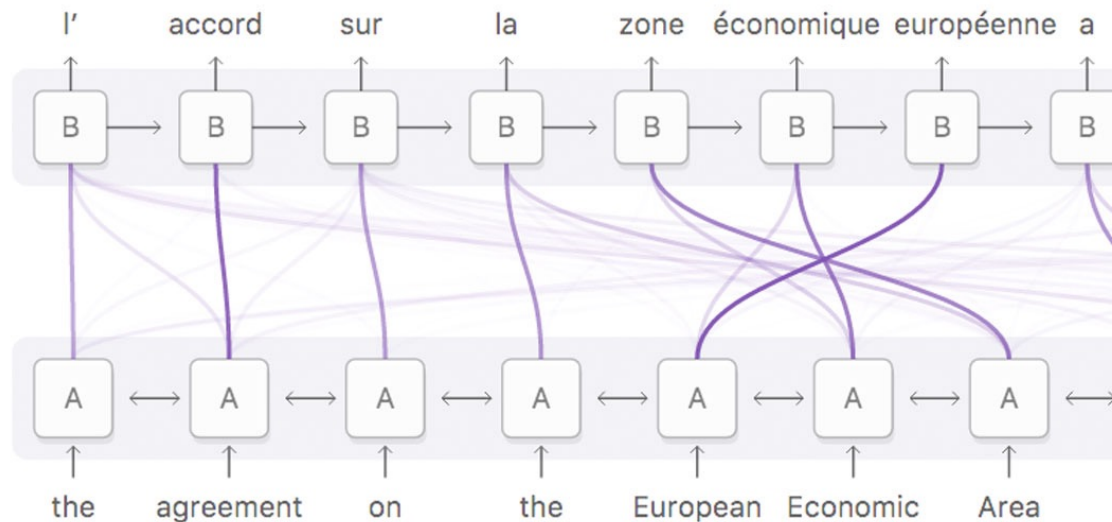 l’ accord sur la zone économique européenne a
B B B B B B B B
A A A A A A A
the agreement on the European Economic Area